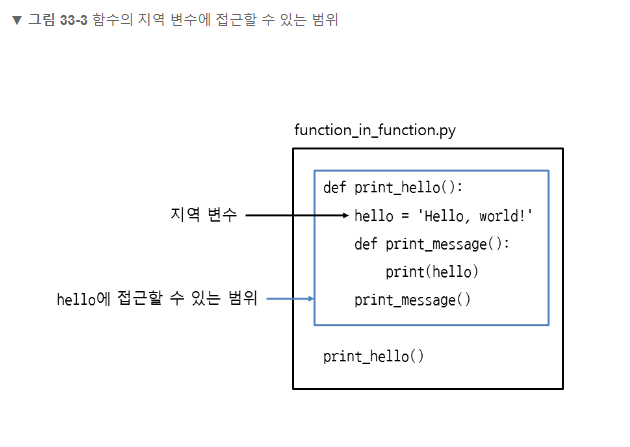 ▼ 그림 33-3 함수의 지역 변수에 접근할 수 있는 범위
function_in_function.py
def print_hello():
지역 변수
hello = 'Hello, world!'
def print_message():
print(hello)
hello에 접근할 수 있는 범위
print_message()
print_hello()